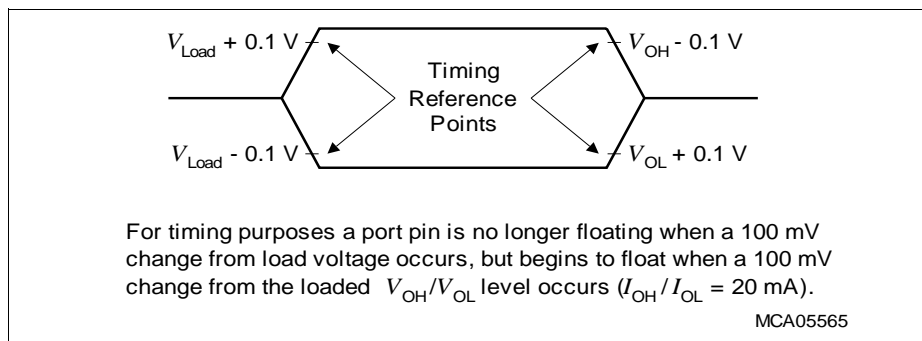 V_Load + 0.1 V
V_OH - 0.1 V
Timing
Reference
Points
V_Load - 0.1 V
V_OL + 0.1 V
For timing purposes a port pin is no longer floating when a 100 mV
change from load voltage occurs, but begins to float when a 100 mV
change from the loaded V_OH/V_OL level occurs (I_OH/I_OL = 20 mA).
MCA05565